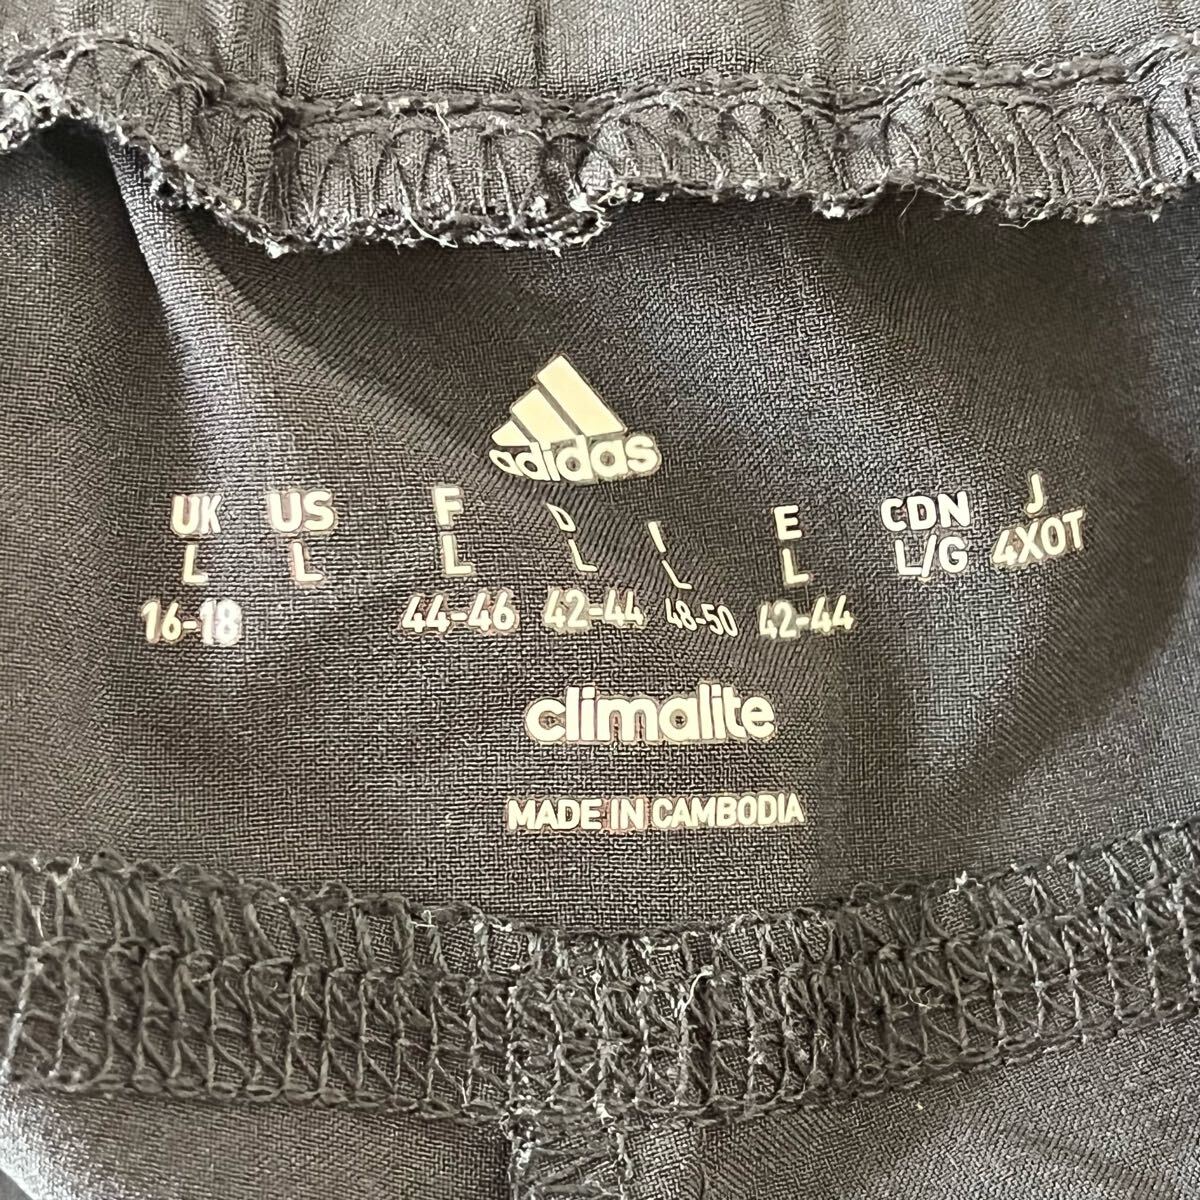 adidas
UK US F D I E CDN J
L L L L L L L/G 4XOT
16-18 44-46 42-44 48-50 42-44
climalite
MADE IN CAMBODIA